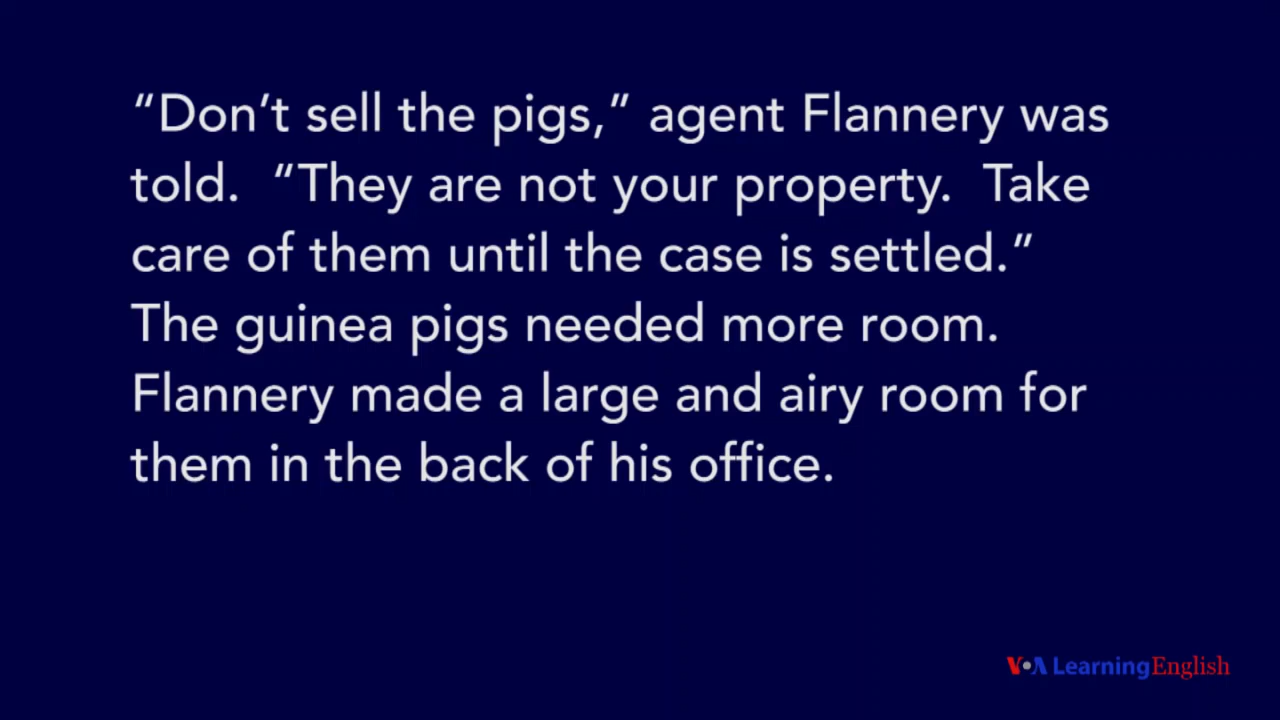 “Don’t sell the pigs,” agent Flannery was
told.  “They are not your property.  Take
care of them until the case is settled.”
The guinea pigs needed more room.
Flannery made a large and airy room for
them in the back of his office.
VOA Learning English